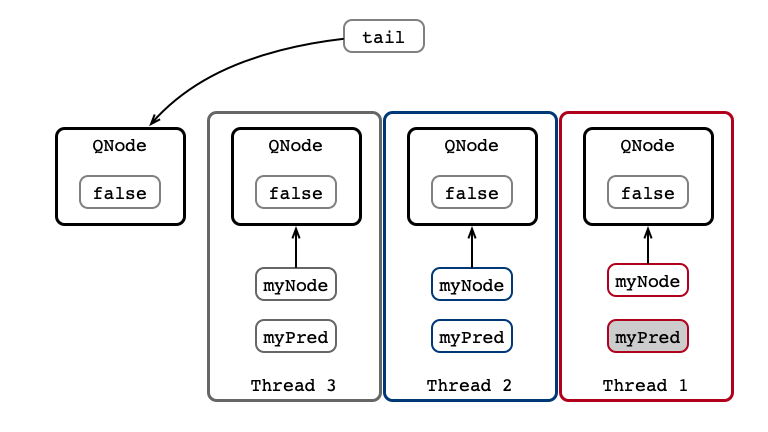 tail
QNode
false
QNode
false
myNode
myPred
Thread 3
QNode
false
myNode
myPred
Thread 2
QNode
false
myNode
myPred
Thread 1